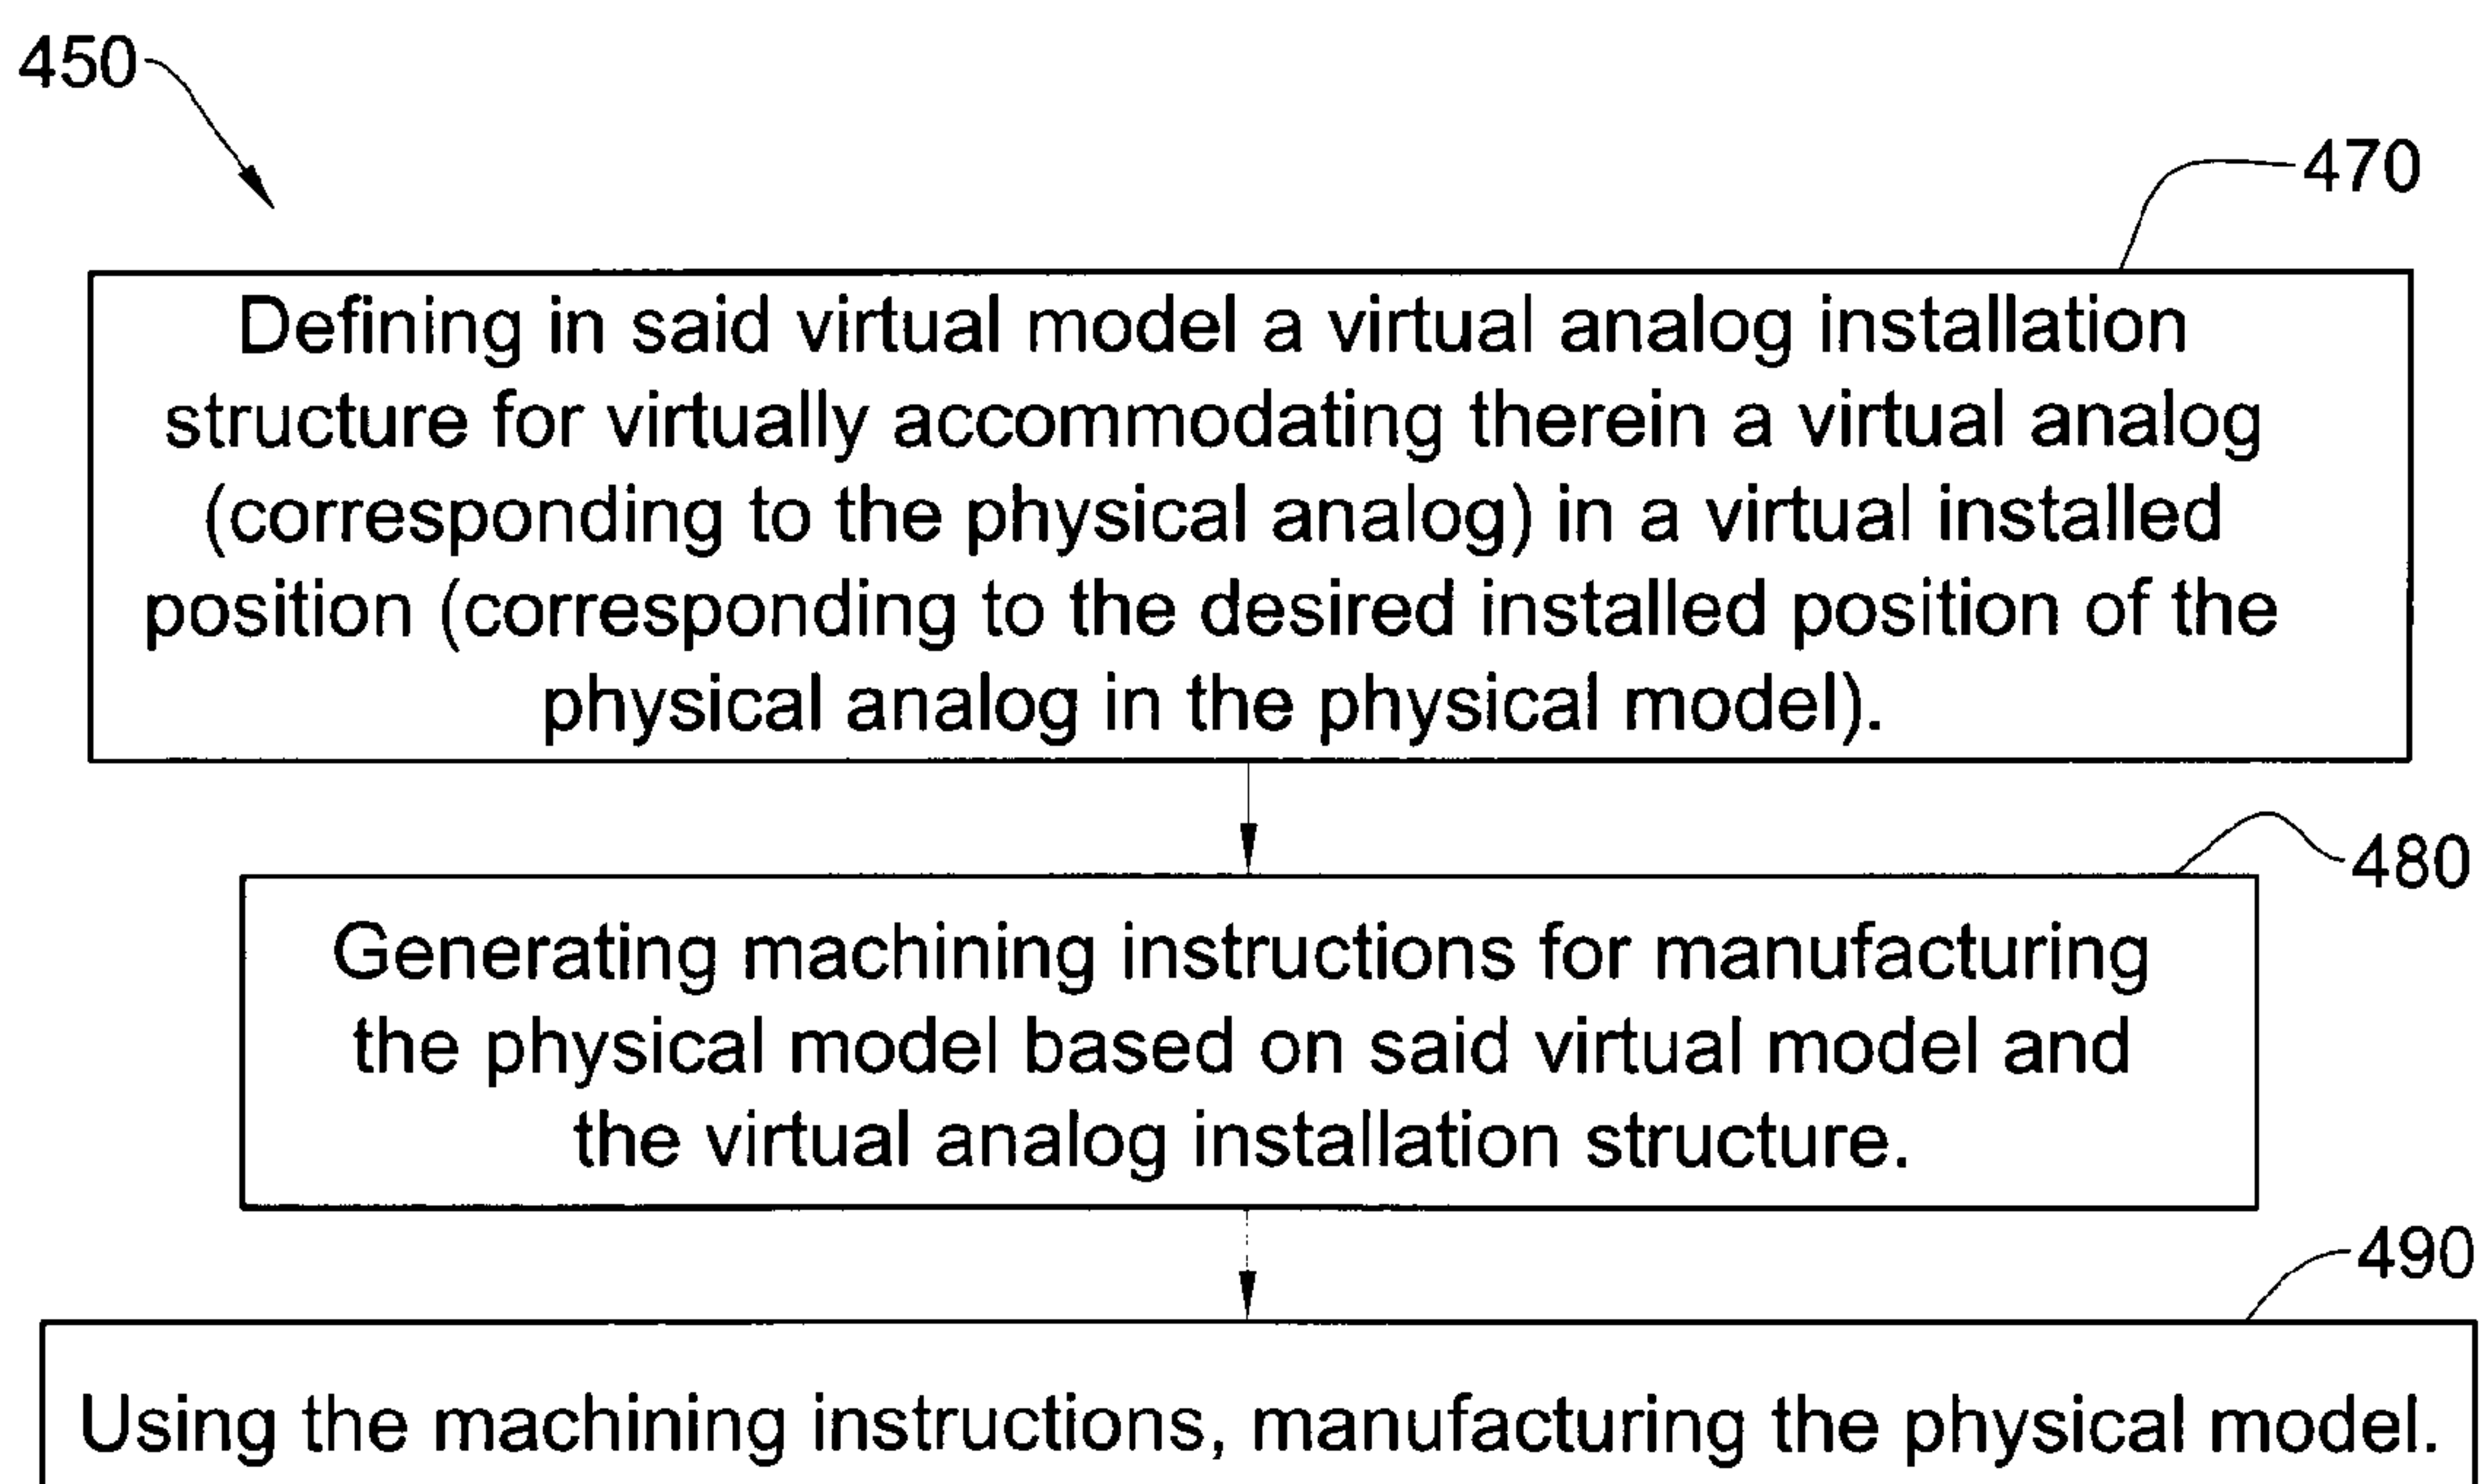 450
470
Defining in said virtual model a virtual analog installation
structure for virtually accommodating therein a virtual analog
(corresponding to the physical analog) in a virtual installed
position (corresponding to the desired installed position of the
physical analog in the physical model).
480
Generating machining instructions for manufacturing
the physical model based on said virtual model and
the virtual analog installation structure.
490
Using the machining instructions, manufacturing the physical model.